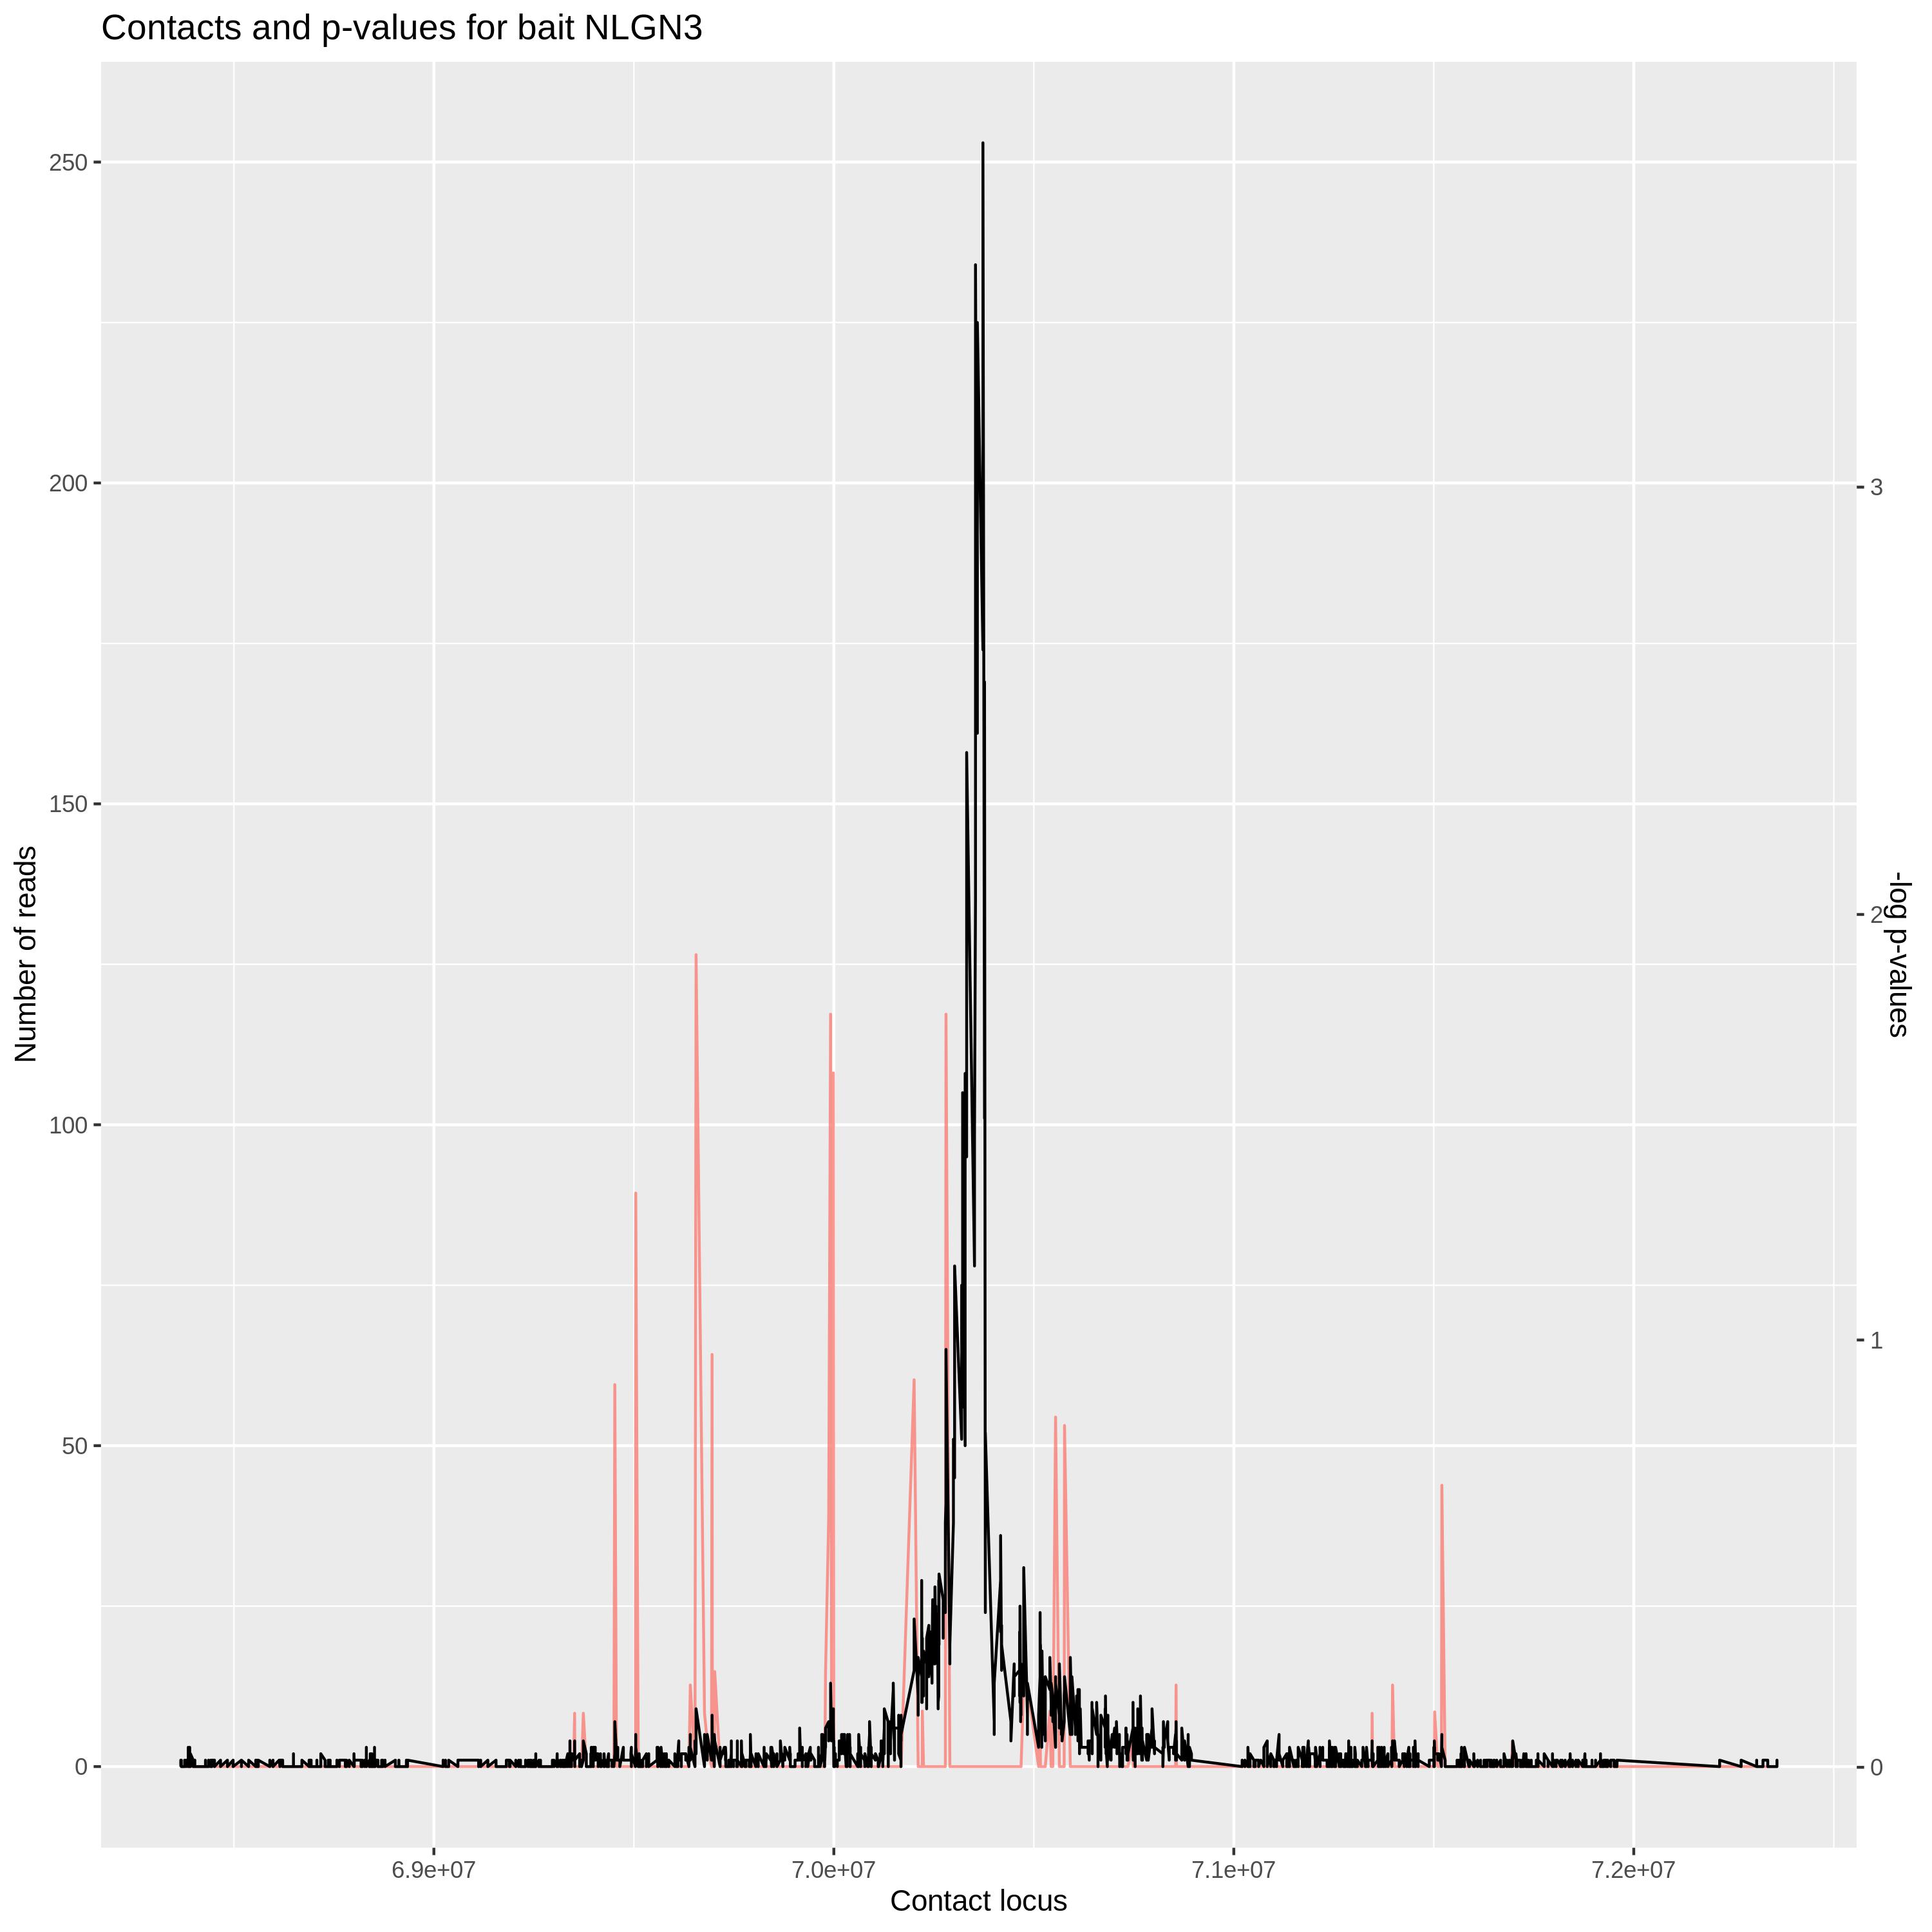 Contacts and p-values for bait NLGN3
250
200
150
100
50
0
Number of reads
3
2
1
0
-log p-values
6.9e+07
7.0e+07
7.1e+07
7.2e+07
Contact locus